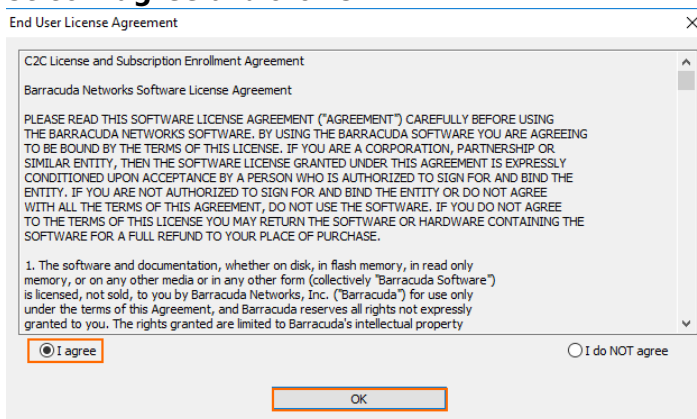 End User License Agreement
C2C License and Subscription Enrollment Agreement
Barracuda Networks Software License Agreement
PLEASE READ THIS SOFTWARE LICENSE AGREEMENT ("AGREEMENT") CAREFULLY BEFORE USING
THE BARRACUDA NETWORKS SOFTWARE. BY USING THE BARRACUDA SOFTWARE YOU ARE AGREEING
TO BE BOUND BY THE TERMS OF THIS LICENSE. IF YOU ARE A CORPORATION, PARTNERSHIP OR
SIMILAR ENTITY, THEN THE SOFTWARE LICENSE GRANTED UNDER THIS AGREEMENT IS EXPRESSLY
CONDITIONED UPON ACCEPTANCE BY A PERSON WHO IS AUTHORIZED TO SIGN FOR AND BIND THE
ENTITY. IF YOU ARE NOT AUTHORIZED TO SIGN FOR AND BIND THE ENTITY OR DO NOT AGREE
WITH ALL THE TERMS OF THIS AGREEMENT, DO NOT USE THE SOFTWARE. IF YOU DO NOT AGREE
TO THE TERMS OF THIS LICENSE YOU MAY RETURN THE SOFTWARE OR HARDWARE CONTAINING THE
SOFTWARE FOR A FULL REFUND TO YOUR PLACE OF PURCHASE.
1. The software and documentation, whether on disk, in flash memory, in read only
memory, or on any other media or in any other form (collectively "Barracuda Software")
is licensed, not sold, to you by Barracuda Networks, Inc. ("Barracuda") for use only
under the terms of this Agreement, and Barracuda reserves all rights not expressly
granted to you. The rights granted are limited to Barracuda's intellectual property
I agree
I do NOT agree
OK